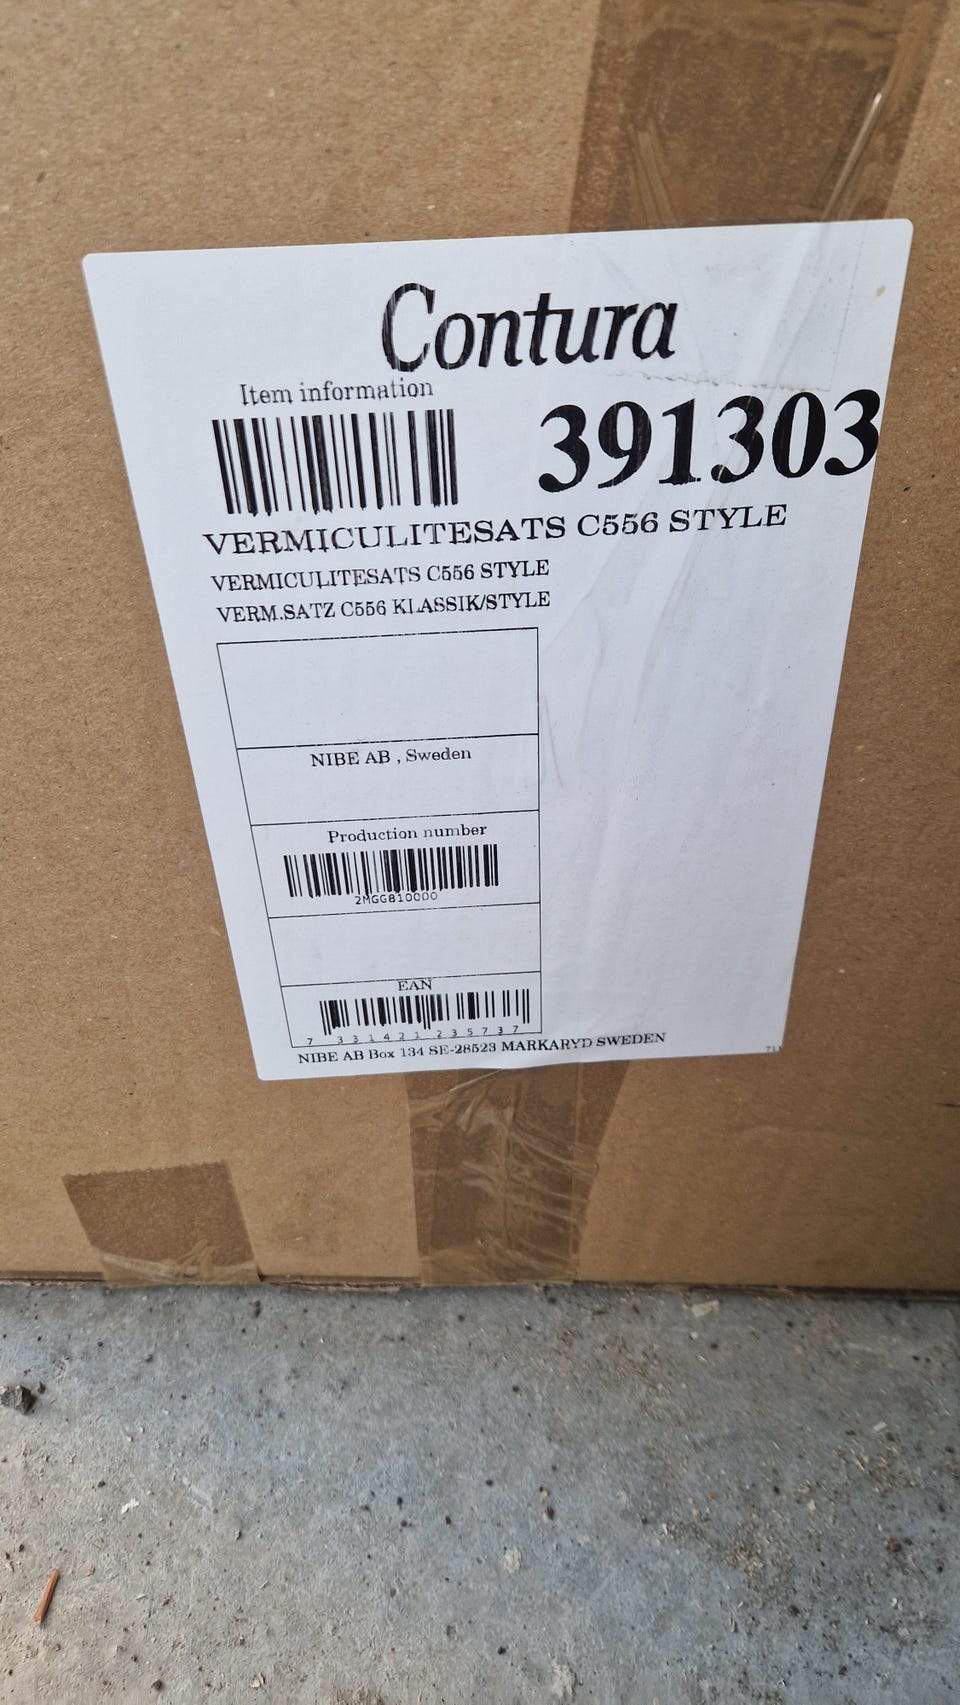 Contura
Item information
391303
VERMICULITESATS C556 STYLE
VERMICULITESATS C556 STYLE
VERM.SATZ C556 KLASSIK/STYLE
NIBE AB , Sweden
Production number
2MGG810000
EAN
7 331421 235737
NIBE AB Box 134 SE-28523 MARKARYD SWEDEN